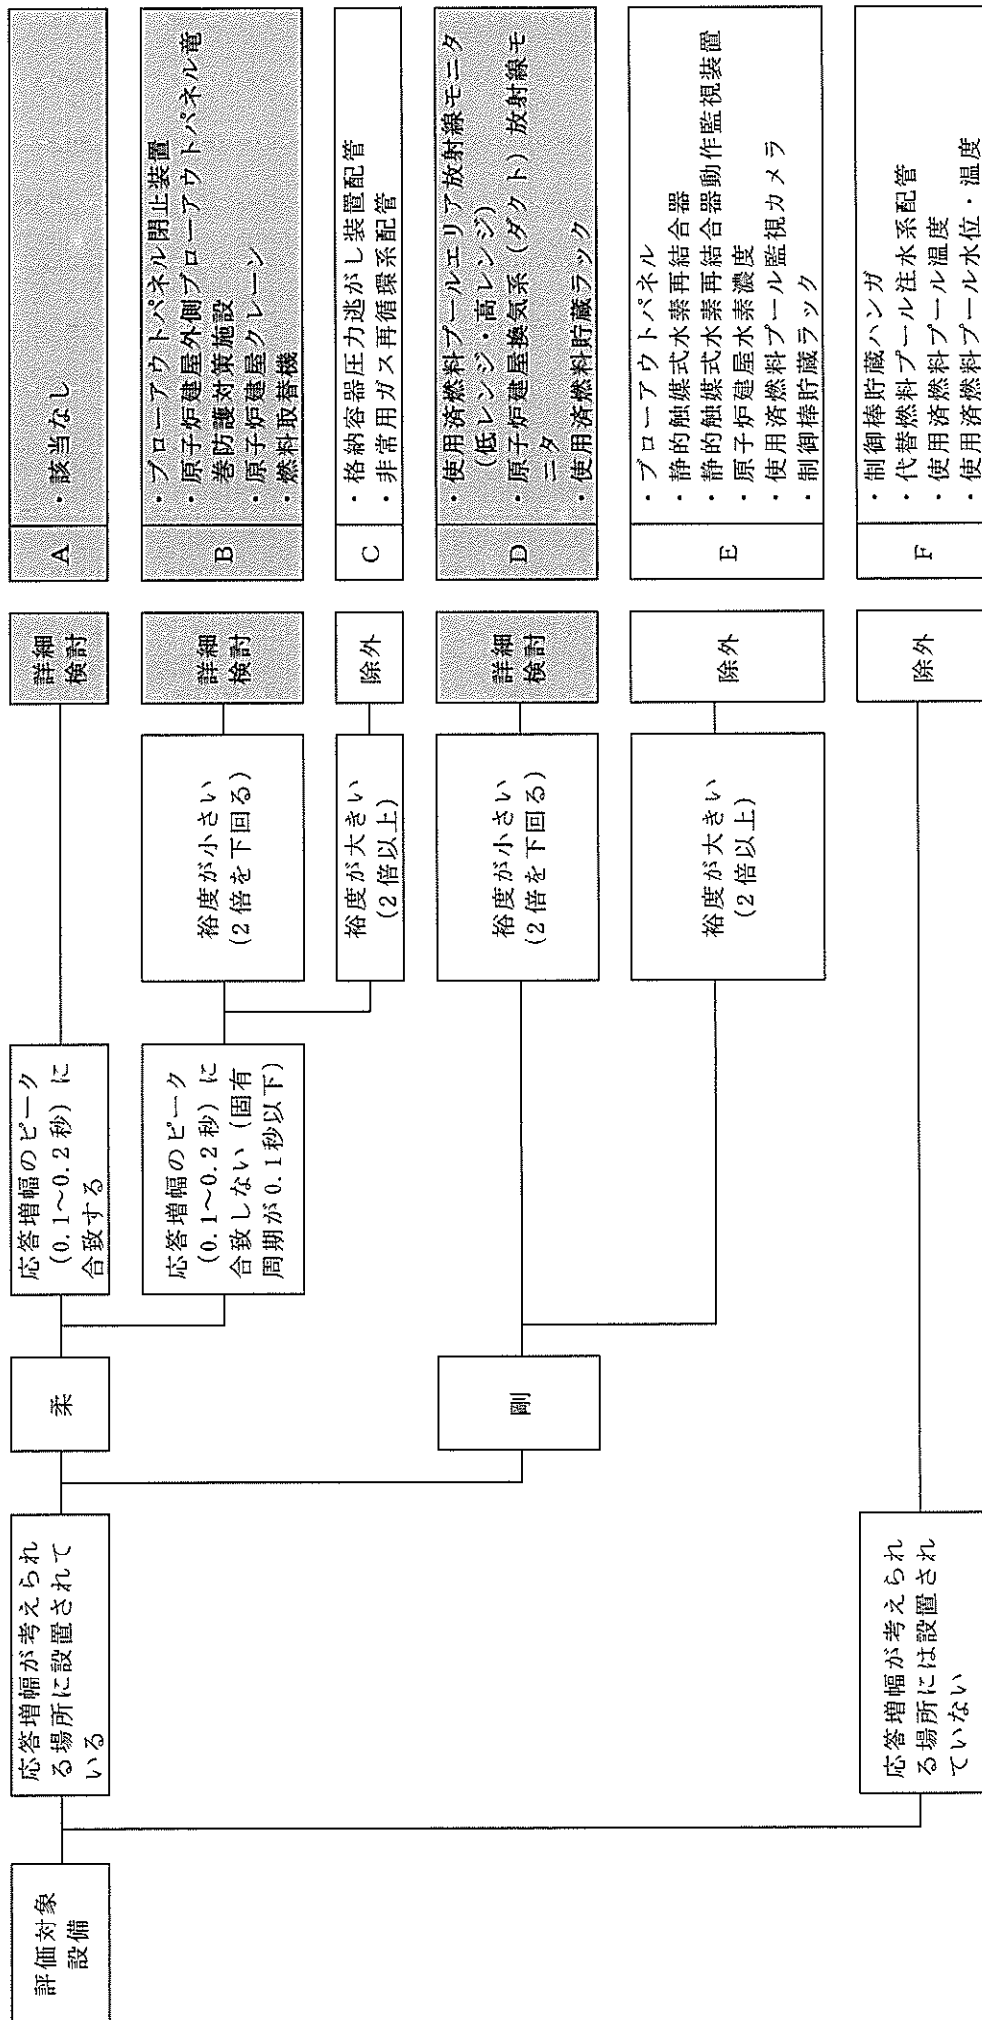 評価対象
設備
応答増幅が考えられ
る場所に設置されて
いる
応答増幅が考えられ
る場所には設置され
ていない
柔
剛
応答増幅のピーク
(0.1～0.2秒)に
合致する
応答増幅のピーク
(0.1～0.2秒)に
合致しない(固有
周期が0.1秒以下)
裕度が小さい
(2倍を下回る)
裕度が大きい
(2倍以上)
裕度が小さい
(2倍を下回る)
裕度が大きい
(2倍以上)
詳細
検討
詳細
検討
除外
詳細
検討
除外
除外
A
・該当なし
B
・ブローアウトパネル閉止装置
・原子炉建屋外側ブローアウトパネル竜
巻防護対策施設
・原子炉建屋クレーン
・燃料取替機
C
・格納容器圧力逃がし装置配管
・非常用ガス再循環系配管
D
・使用済燃料プールエリア放射線モニタ
(低レンジ・高レンジ)
・原子炉建屋換気系(ダクト)放射線モ
ニタ
・使用済燃料貯蔵ラック
E
・ブローアウトパネル
・静的触媒式水素再結合器
・静的触媒式水素再結合器動作監視装置
・原子炉建屋水素濃度
・使用済燃料プール監視カメラ
・制御棒貯蔵ラック
F
・制御棒貯蔵ハンガ
・代替燃料プール注水系配管
・使用済燃料プール温度
・使用済燃料プール水位・温度